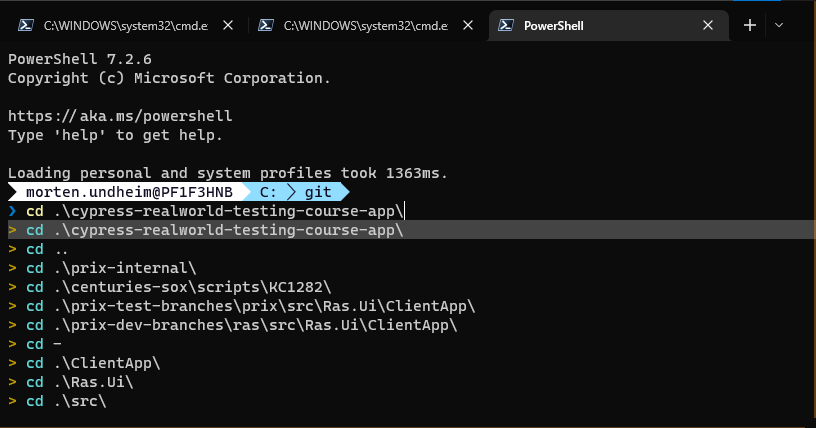 C:\WINDOWS\system32\cmd.e
C:\WINDOWS\system32\cmd.e
PowerShell
PowerShell 7.2.6
Copyright (c) Microsoft Corporation.
https://aka.ms/powershell
Type 'help' to get help.
Loading personal and system profiles took 1363ms.
morten.undheim@PF1F3HNB C: git
❯ cd .\cypress-realworld-testing-course-app\
> cd .\cypress-realworld-testing-course-app\
> cd ..
> cd .\prix-internal\
> cd .\centuries-sox\scripts\KC1282\
> cd .\prix-test-branches\prix\src\Ras.Ui\ClientApp\
> cd .\prix-dev-branches\ras\src\Ras.Ui\ClientApp\
> cd -
> cd .\ClientApp\
> cd .\Ras.Ui\
> cd .\src\